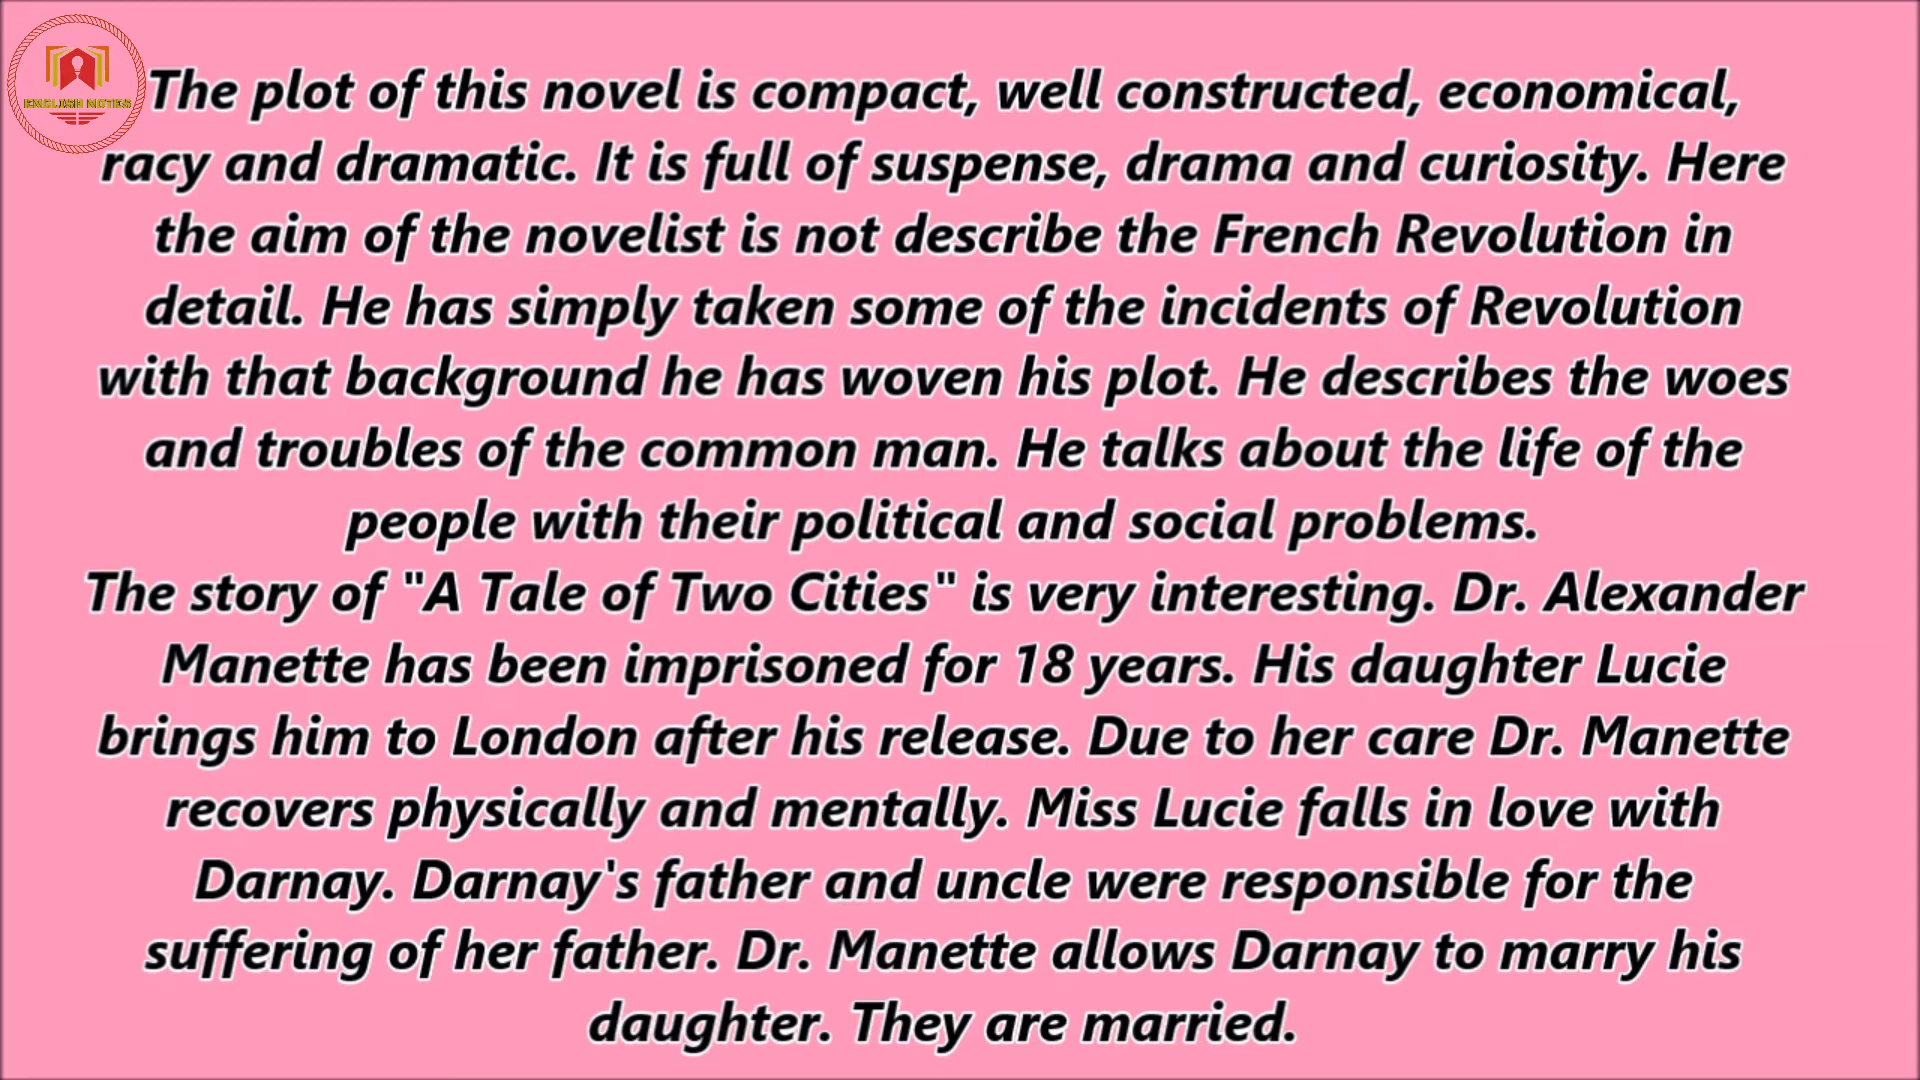 ENGLISH NOTES
The plot of this novel is compact, well constructed, economical,
racy and dramatic. It is full of suspense, drama and curiosity. Here
the aim of the novelist is not describe the French Revolution in
detail. He has simply taken some of the incidents of Revolution
with that background he has woven his plot. He describes the woes
and troubles of the common man. He talks about the life of the
people with their political and social problems.
The story of "A Tale of Two Cities" is very interesting. Dr. Alexander
Manette has been imprisoned for 18 years. His daughter Lucie
brings him to London after his release. Due to her care Dr. Manette
recovers physically and mentally. Miss Lucie falls in love with
Darnay. Darnay's father and uncle were responsible for the
suffering of her father. Dr. Manette allows Darnay to marry his
daughter. They are married.